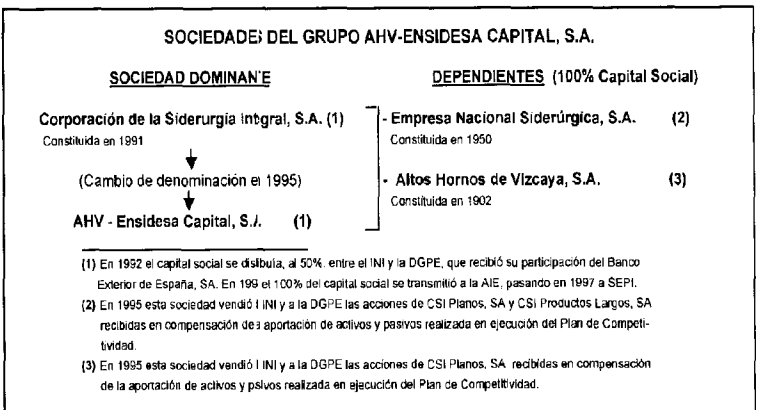 SOCIEDADES DEL GRUPO AHV-ENSIDESA CAPITAL, S.A.
SOCIEDAD DOMINANTE
DEPENDIENTES (100% Capital Social)
Corporación de la Siderurgia Integral, S.A. (1)
Constituida en 1991
(Cambio de denominación en 1995)
AHV - Ensidesa Capital, S.A. (1)
- Empresa Nacional Siderúrgica, S.A. (2)
Constituida en 1950
- Altos Hornos de Vizcaya, S.A. (3)
Constituida en 1902
(1) En 1992 el capital social se distibuía, al 50%. entre el INI y la DGPE, que recibió su participación del Banco
Exterior de España, SA. En 199 el 100% del capital social se transmitió a la AIE, pasando en 1997 a SEPI.
(2) En 1995 esta sociedad vendió I INI y a la DGPE las acciones de CSI Planos, SA y CSI Productos Largos, SA
recibidas en compensación de aportación de activos y pasivos realizada en ejecución del Plan de Competi-
tividad.
(3) En 1995 esta sociedad vendió I INI y a la DGPE las acciones de CSI Planos, SA recibidas en compensación
de la aportación de activos y psivos realizada en ejecución del Plan de Competitividad.